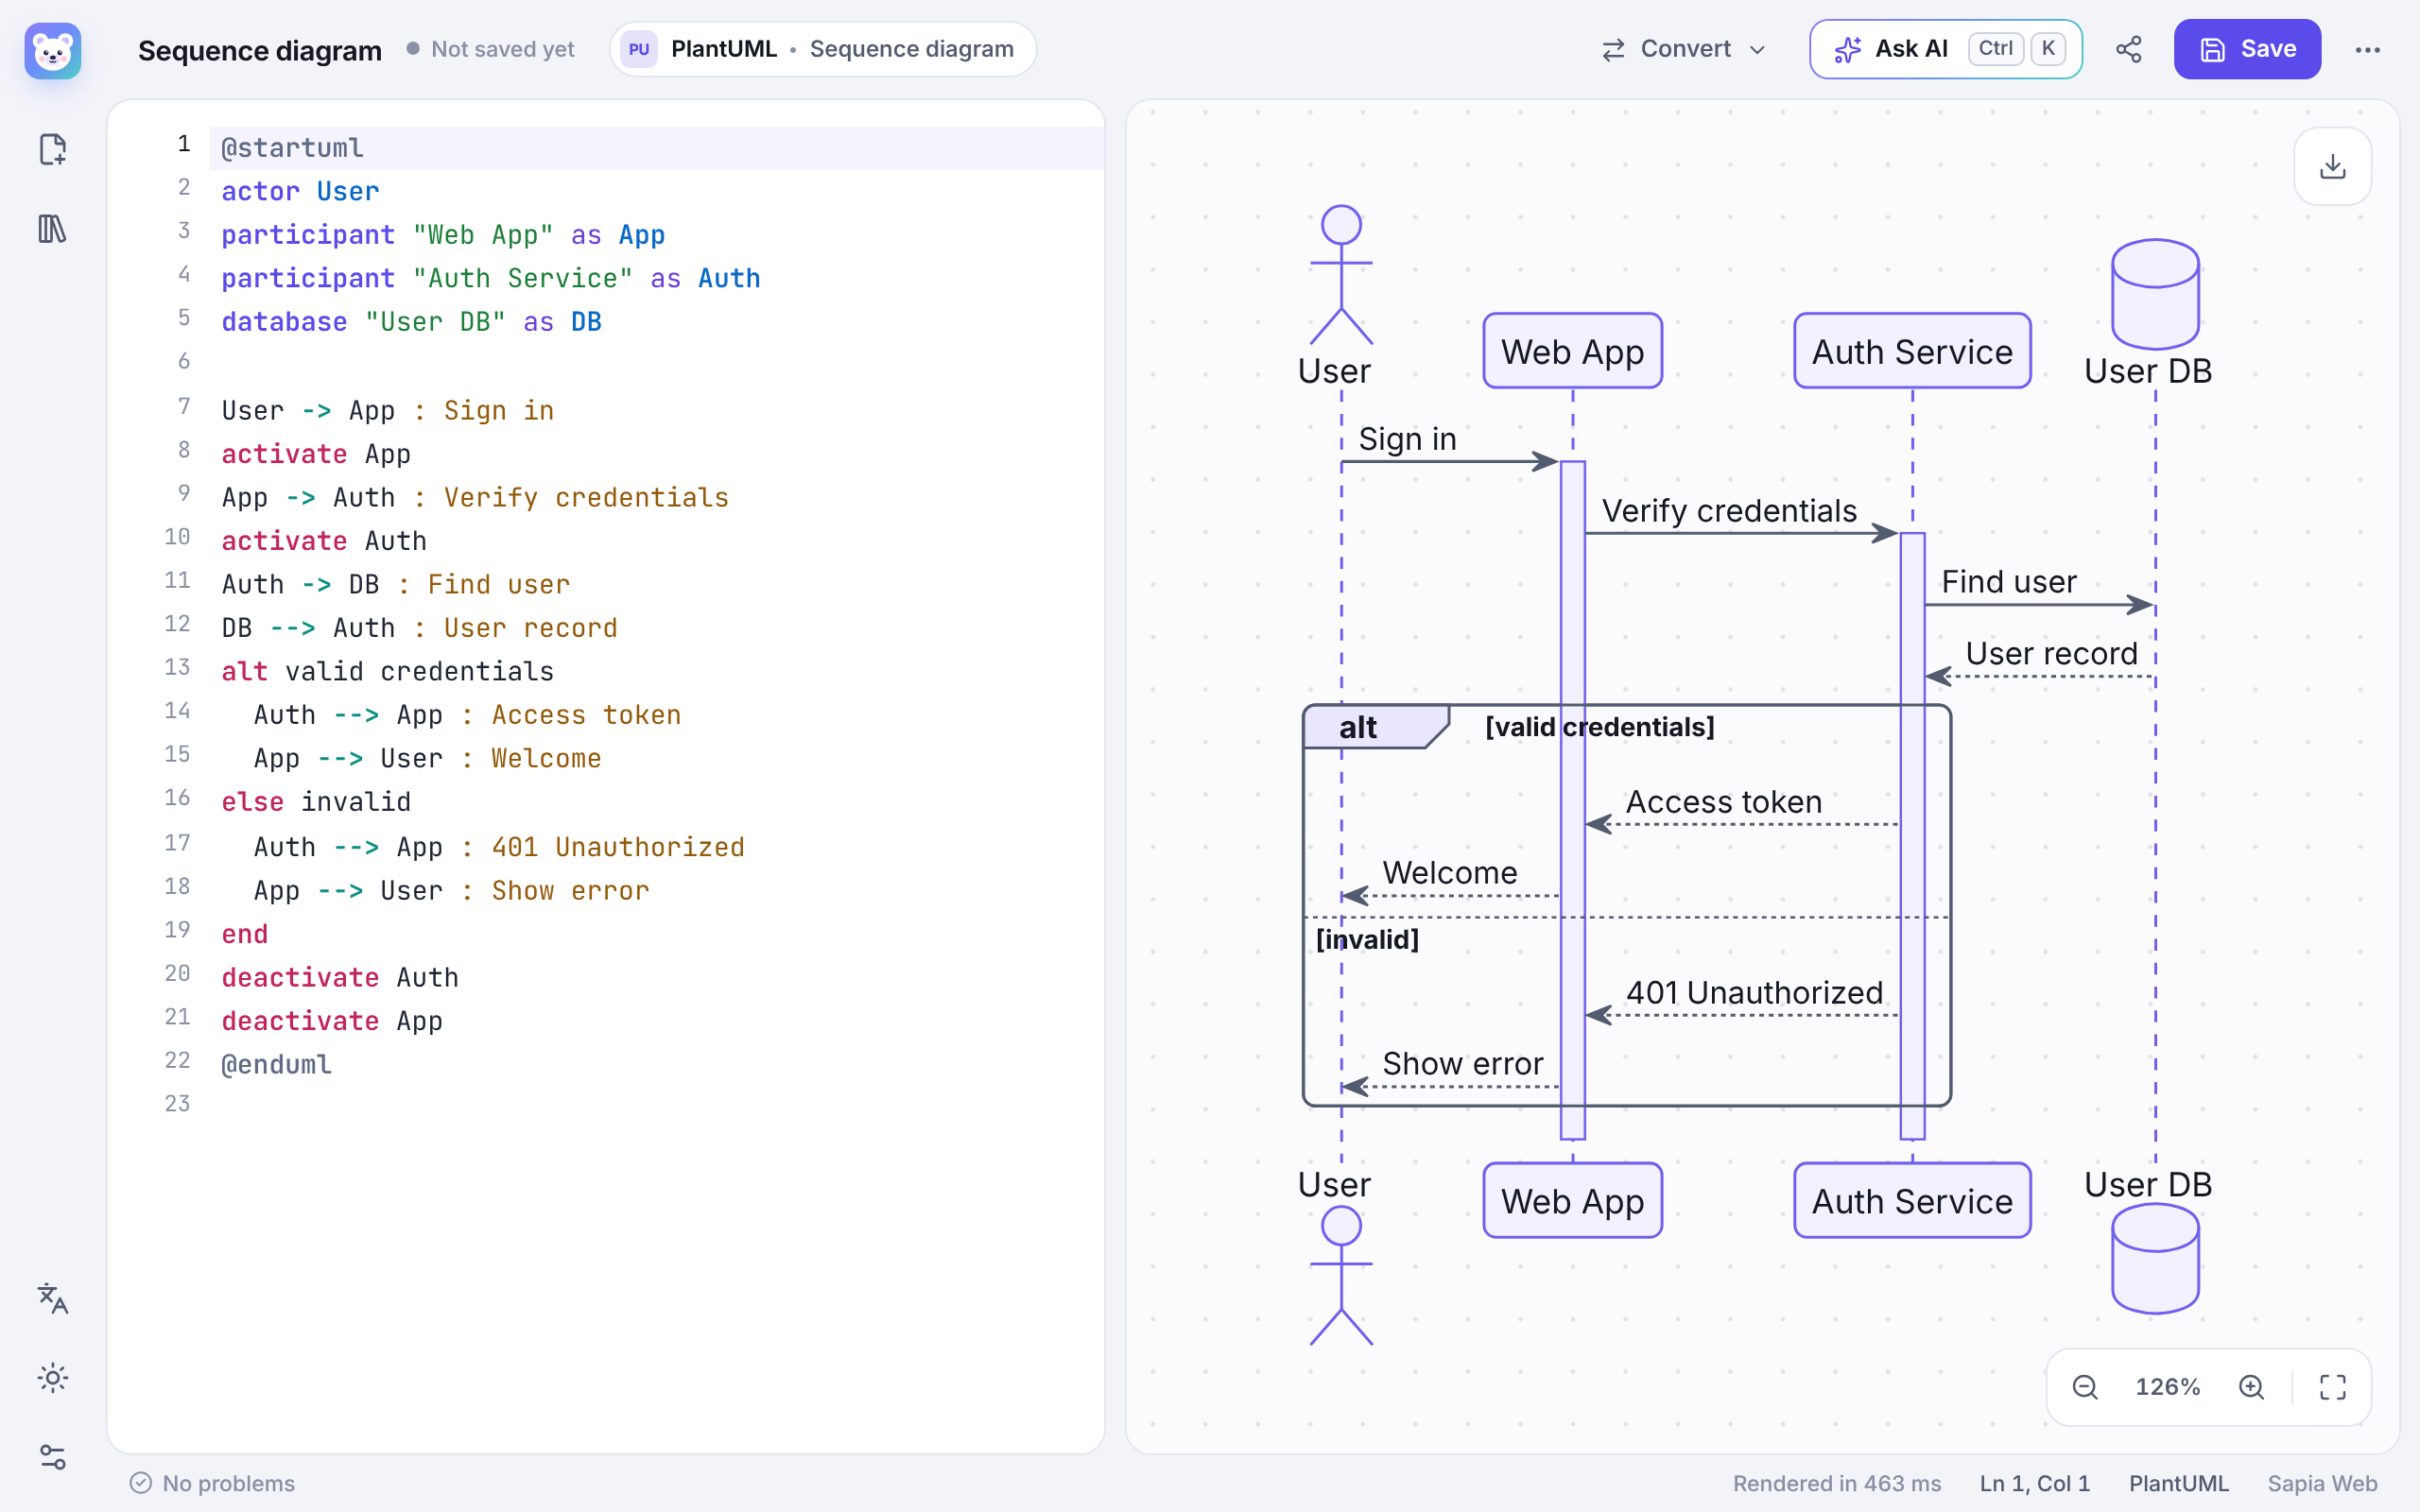 Sequence diagram
Not saved yet
PU PlantUML • Sequence diagram
Convert
Ask AI Ctrl K
Save
1 @startuml
2 actor User
3 participant "Web App" as App
4 participant "Auth Service" as Auth
5 database "User DB" as DB
6
7 User -> App : Sign in
8 activate App
9 App -> Auth : Verify credentials
10 activate Auth
11 Auth -> DB : Find user
12 DB --> Auth : User record
13 alt valid credentials
14   Auth --> App : Access token
15   App --> User : Welcome
16 else invalid
17   Auth --> App : 401 Unauthorized
18   App --> User : Show error
19 end
20 deactivate Auth
21 deactivate App
22 @enduml
23
User Web App Auth Service User DB
Sign in
Verify credentials
Find user
User record
alt [valid credentials]
Access token
Welcome
[invalid]
401 Unauthorized
Show error
User Web App Auth Service User DB
126%
No problems
Rendered in 463 ms Ln 1, Col 1 PlantUML Sapia Web